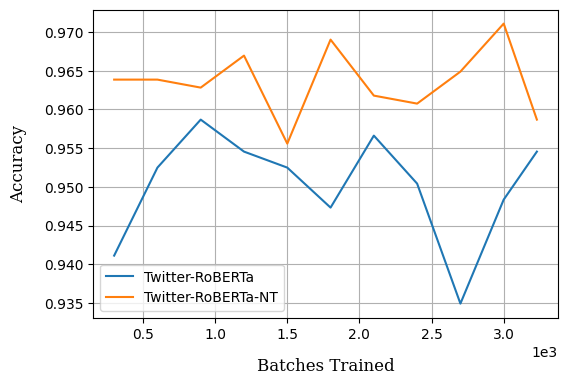 0.970
0.965
0.960
0.955
0.950
0.945
0.940
0.935
Accuracy
Twitter-RoBERTa
Twitter-RoBERTa-NT
0.5 1.0 1.5 2.0 2.5 3.0
1e3
Batches Trained